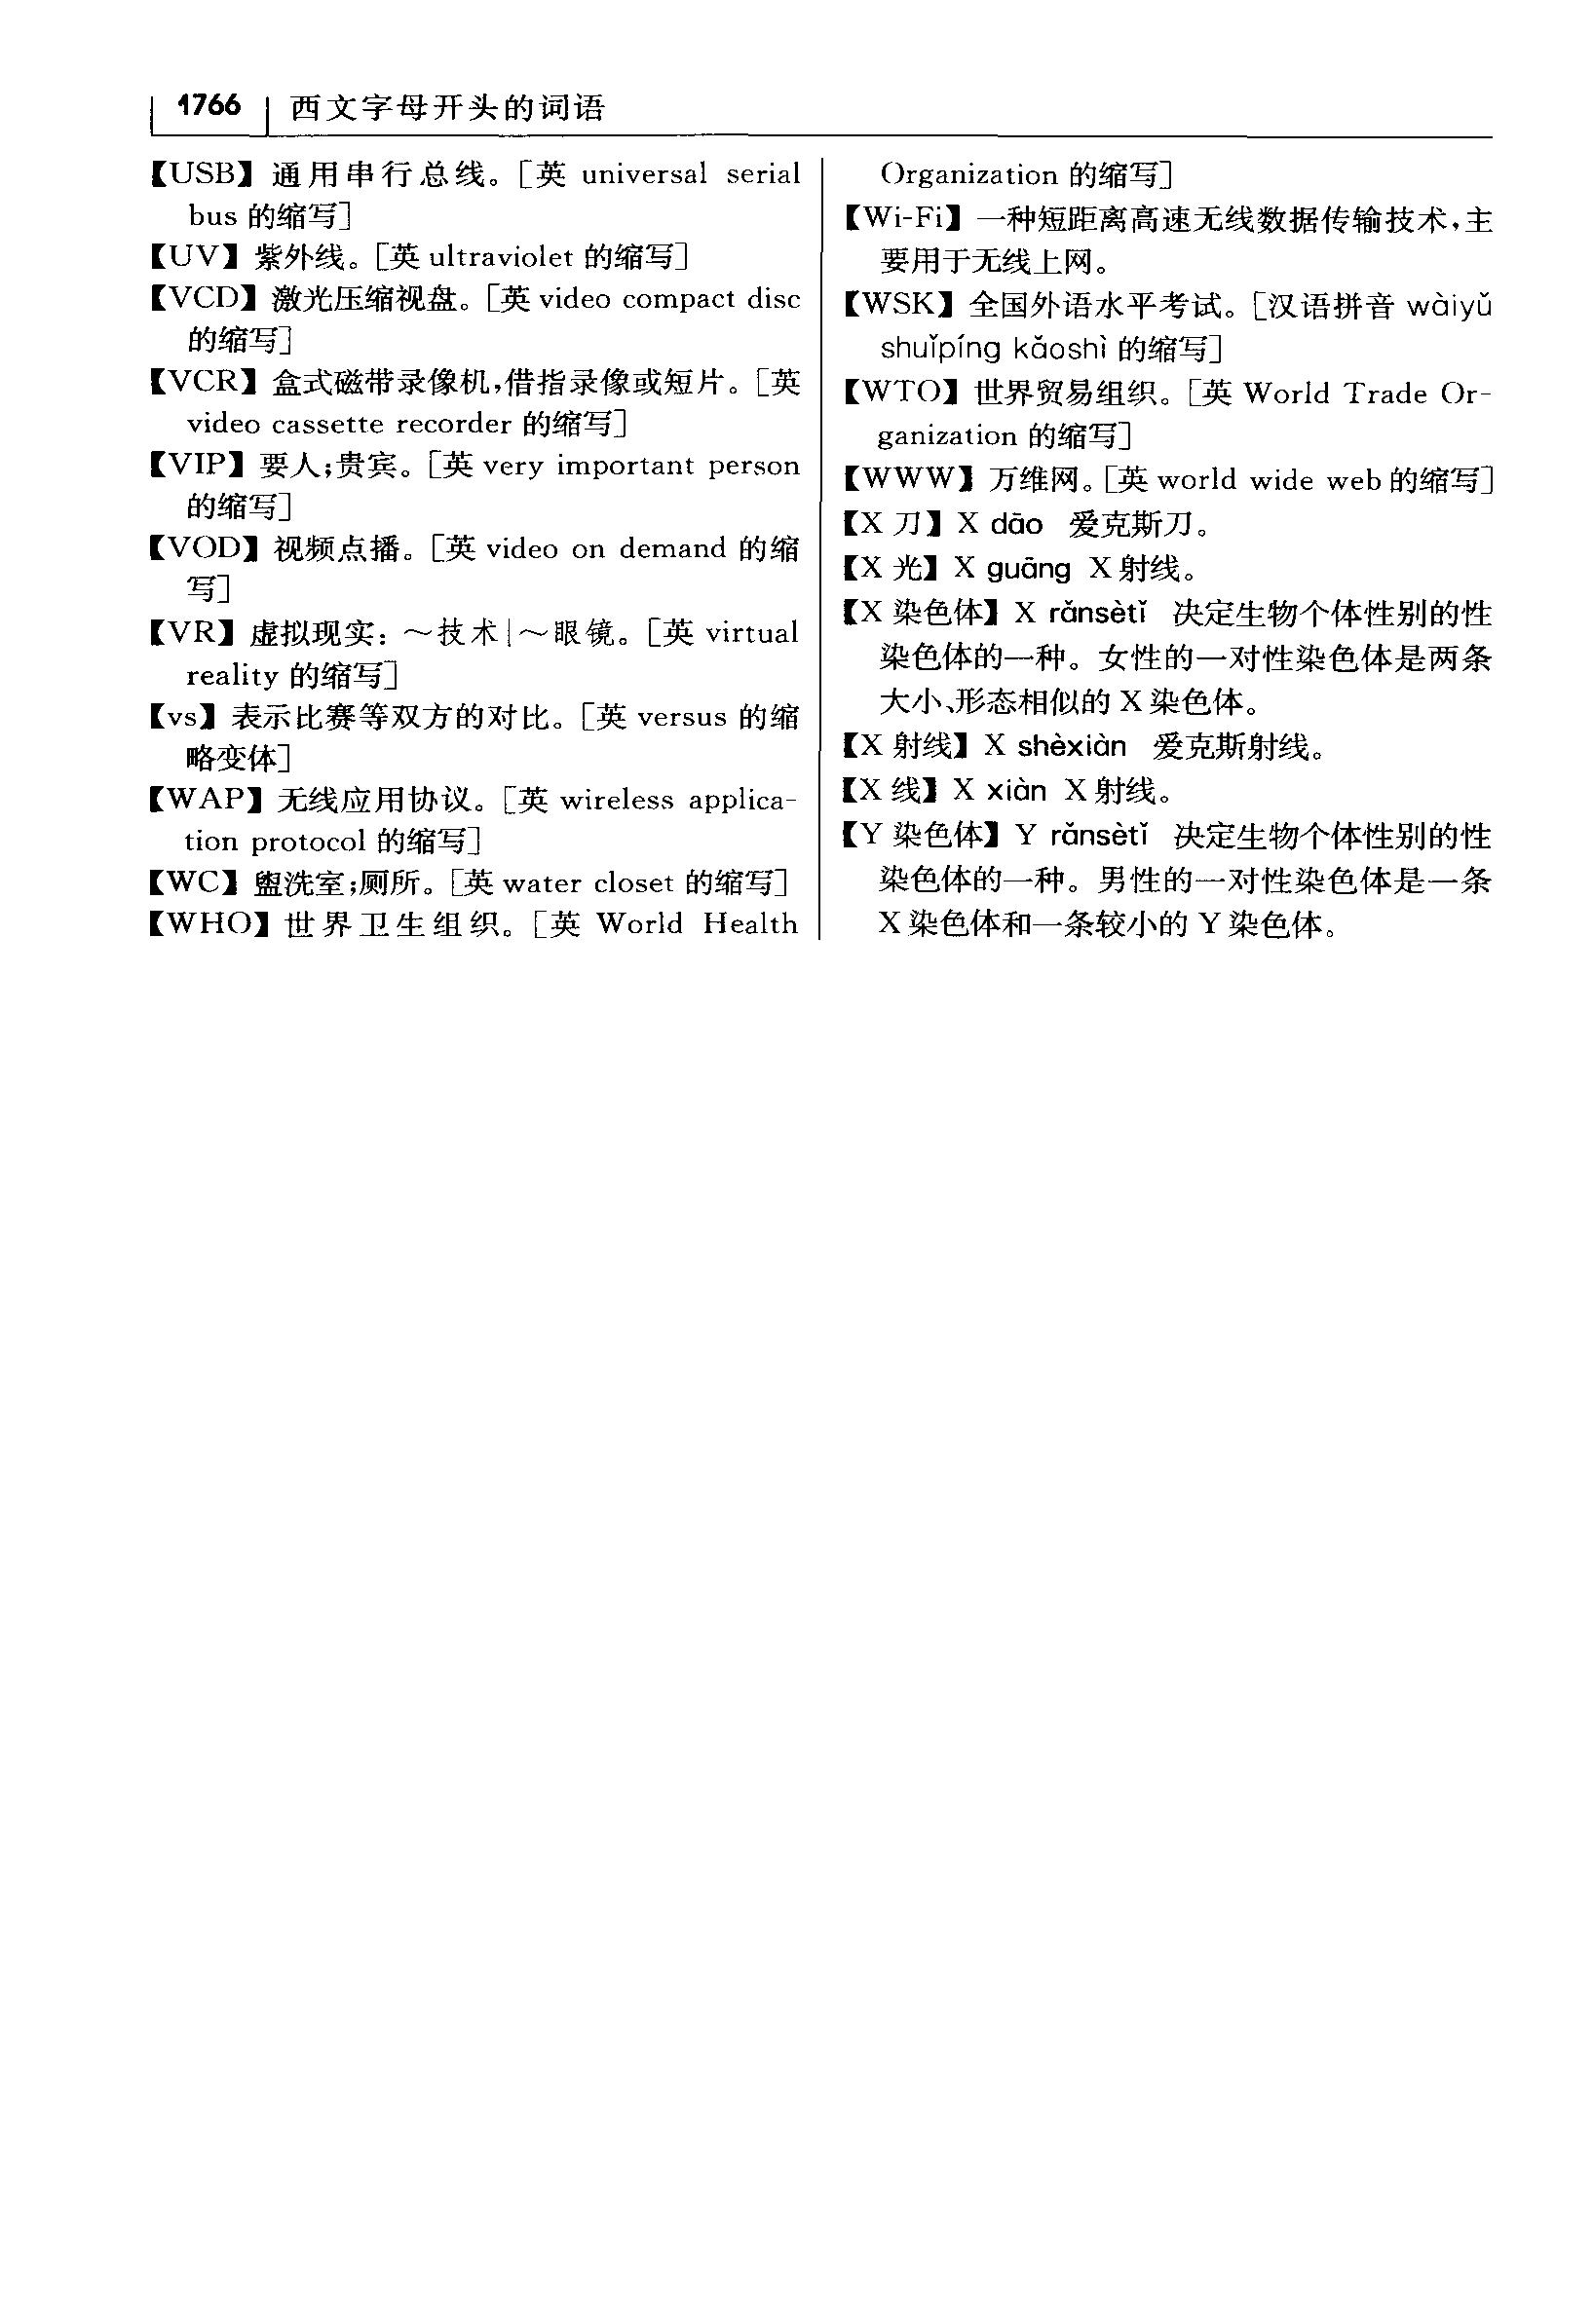 1766 西文字母开头的词语
【USB】 通用串行总线。[英 universal serial
bus 的缩写]
【UV】 紫外线。[英 ultraviolet 的缩写]
【VCD】 激光压缩视盘。[英 video compact disc
的缩写]
【VCR】 盒式磁带录像机,借指录像或短片。[英
video cassette recorder 的缩写]
【VIP】 要人;贵宾。[英 very important person
的缩写]
【VOD】 视频点播。[英 video on demand 的缩
写]
【VR】 虚拟现实:～技术|～眼镜。[英 virtual
reality 的缩写]
【vs】 表示比赛等双方的对比。[英 versus 的缩
略变体]
【WAP】 无线应用协议。[英 wireless applica-
tion protocol 的缩写]
【WC】 盥洗室;厕所。[英 water closet 的缩写]
【WHO】 世界卫生组织。[英 World Health
Organization 的缩写]
【Wi-Fi】 一种短距离高速无线数据传输技术,主
要用于无线上网。
【WSK】 全国外语水平考试。[汉语拼音 wàiyǔ
shuǐpíng kǎoshì 的缩写]
【WTO】 世界贸易组织。[英 World Trade Or-
ganization 的缩写]
【WWW】 万维网。[英 world wide web 的缩写]
【X 刀】 X dāo 爱克斯刀。
【X 光】 X guāng X 射线。
【X 染色体】 X rǎnsètǐ 决定生物个体性别的性
染色体的一种。女性的一对性染色体是两条
大小、形态相似的 X 染色体。
【X 射线】 X shèxiàn 爱克斯射线。
【X 线】 X xiàn X 射线。
【Y 染色体】 Y rǎnsètǐ 决定生物个体性别的性
染色体的一种。男性的一对性染色体是一条
X 染色体和一条较小的 Y 染色体。